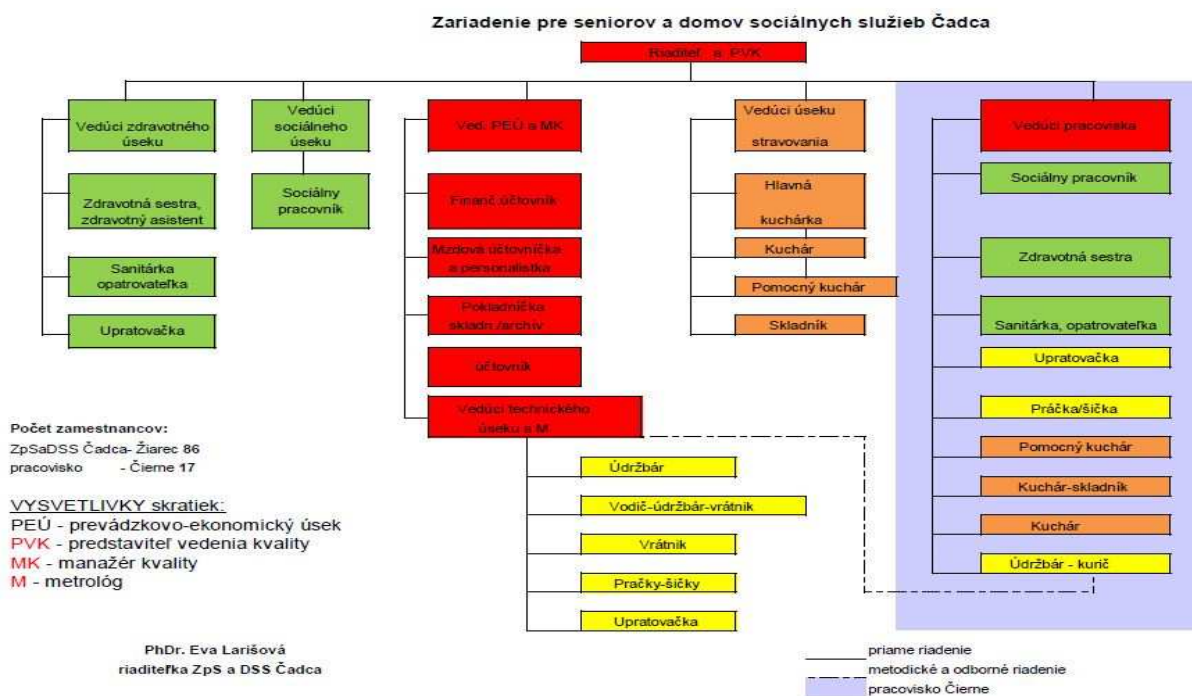 Zariadenie pre seniorov a domov sociálnych služieb Čadca
Riaditeľ a PVK
Vedúci zdravotného
úseku
Zdravotná sestra,
zdravotný asistent
Sanitárka
opatrovateľka
Upratovačka
Vedúci
sociálneho
úseku
Sociálny
pracovník
Ved. PEÚ a MK
Finanč.účtovník
Mzdová účtovníčka
a personalistka
Pokladníčka
skladn./archív
účtovník
Vedúci technického
úseku a M
Údržbár
Vodič-údržbár-vrátnik
Vrátnik
Pračky-šičky
Upratovačka
Vedúci úseku
stravovania
Hlavná
kuchárka
Kuchár
Pomocný kuchár
Skladník
Vedúci pracoviska
Sociálny pracovník
Zdravotná sestra
Sanitárka, opatrovateľka
Upratovačka
Práčka/šička
Pomocný kuchár
Kuchár-skladník
Kuchár
Údržbár - kurič
Počet zamestnancov:
ZpSaDSS Čadca- Žiarec 86
pracovisko - Čierne 17
VYSVETLIVKY skratiek:
PEÚ - prevádzkovo-ekonomický úsek
PVK - predstaviteľ vedenia kvality
MK - manažér kvality
M - metrológ
PhDr. Eva Larišová
riaditeľka ZpS a DSS Čadca
priame riadenie
metodické a odborné riadenie
pracovisko Čierne